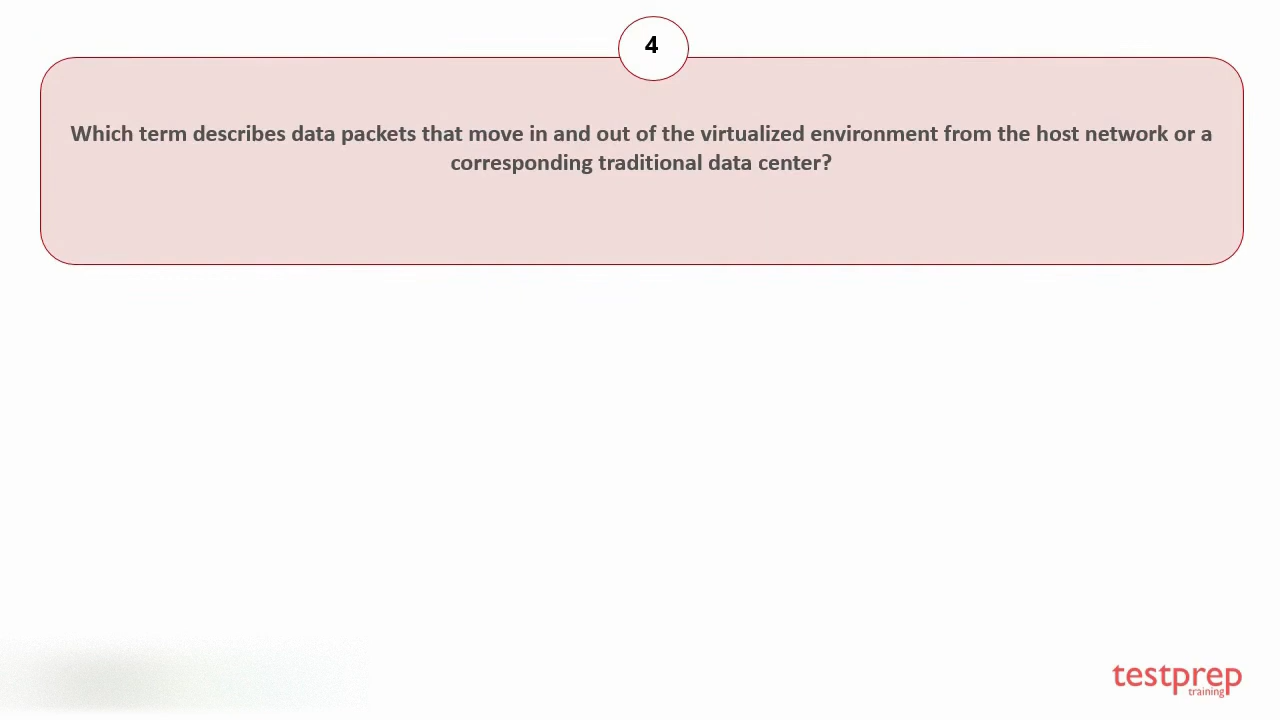 4
Which term describes data packets that move in and out of the virtualized environment from the host network or a
corresponding traditional data center?
testprep
training